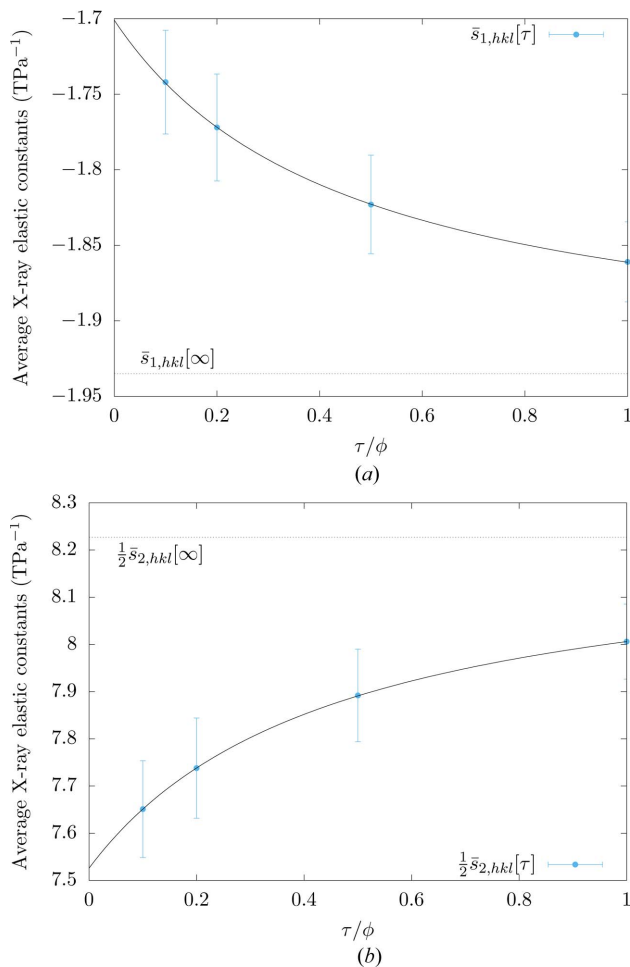 Average X-ray elastic constants (TPa⁻¹)
−1.7
−1.75
−1.8
−1.85
−1.9
−1.95
s̄₁,hkl[τ]
s̄₁,hkl[∞]
0
0.2
0.4
0.6
0.8
1
τ/ϕ
(a)
Average X-ray elastic constants (TPa⁻¹)
8.3
8.2
8.1
8
7.9
7.8
7.7
7.6
7.5
½s̄₂,hkl[∞]
½s̄₂,hkl[τ]
0
0.2
0.4
0.6
0.8
1
τ/ϕ
(b)